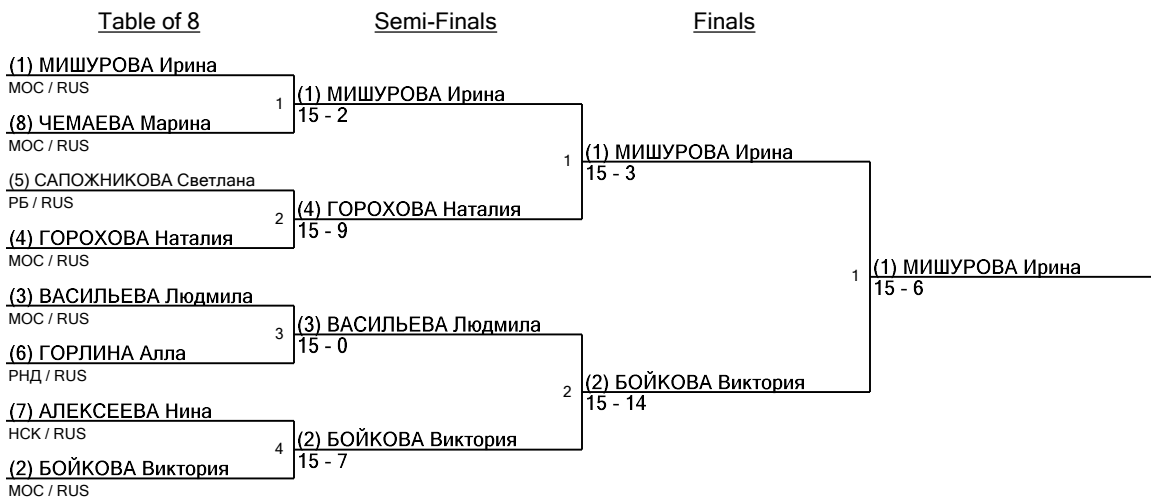 Table of 8
Semi-Finals
Finals
(1) МИШУРОВА Ирина
МОС / RUS
1
(8) ЧЕМАЕВА Марина
МОС / RUS
(5) САПОЖНИКОВА Светлана
РБ / RUS
2
(4) ГОРОХОВА Наталия
МОС / RUS
(3) ВАСИЛЬЕВА Людмила
МОС / RUS
3
(6) ГОРЛИНА Алла
РНД / RUS
(7) АЛЕКСЕЕВА Нина
НСК / RUS
4
(2) БОЙКОВА Виктория
МОС / RUS
(1) МИШУРОВА Ирина
15 - 2
1
(4) ГОРОХОВА Наталия
15 - 9
(3) ВАСИЛЬЕВА Людмила
15 - 0
2
(2) БОЙКОВА Виктория
15 - 7
(1) МИШУРОВА Ирина
15 - 3
1
(2) БОЙКОВА Виктория
15 - 14
(1) МИШУРОВА Ирина
15 - 6